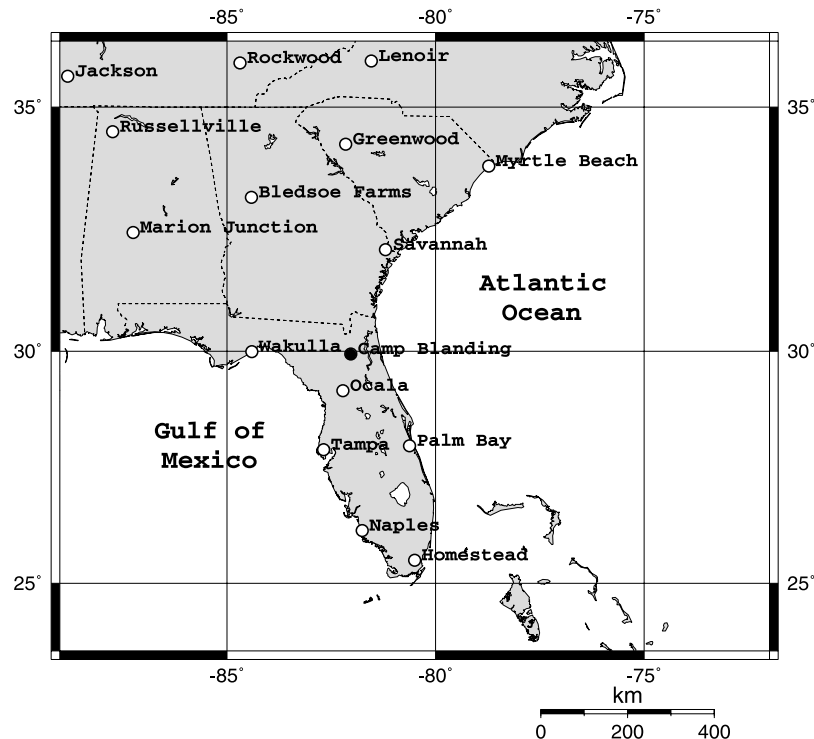 -85˚ -80˚ -75˚
Rockwood Lenoir
Jackson
35˚ 35˚
Russellville
Greenwood
Myrtle Beach
Bledsoe Farms
Marion Junction
Savannah
Atlantic
Ocean
30˚ Wakulla Camp Blanding 30˚
Ocala
Gulf of
Mexico
Tampa Palm Bay
Naples
Homestead
25˚ 25˚
-85˚ -80˚ -75˚
km
0 200 400